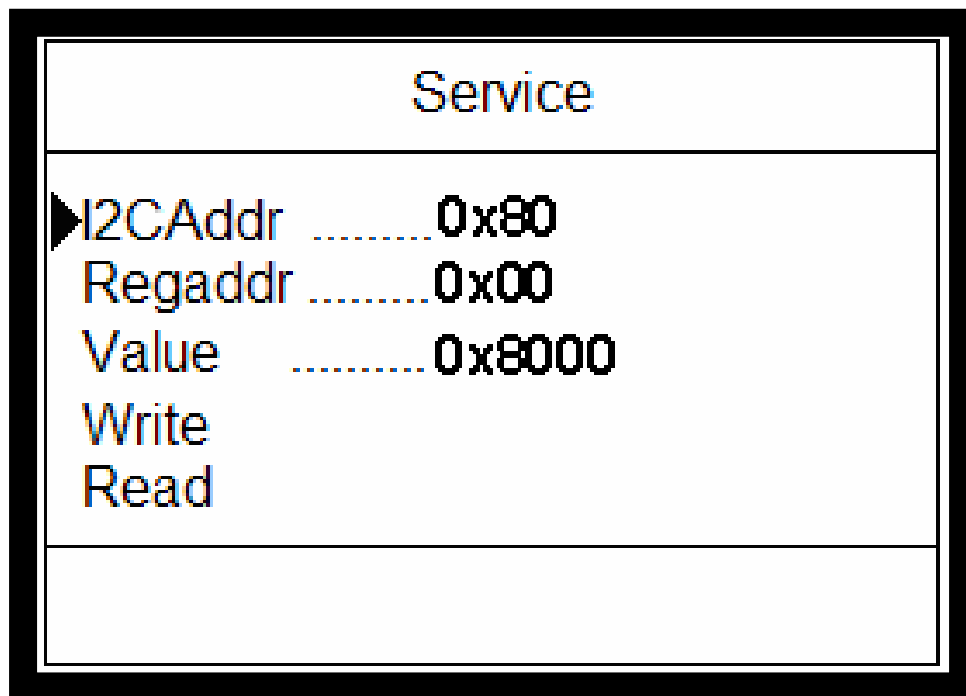 Service
I2CAddr .........0x80
Regaddr .........0x00
Value ..........0x8000
Write
Read